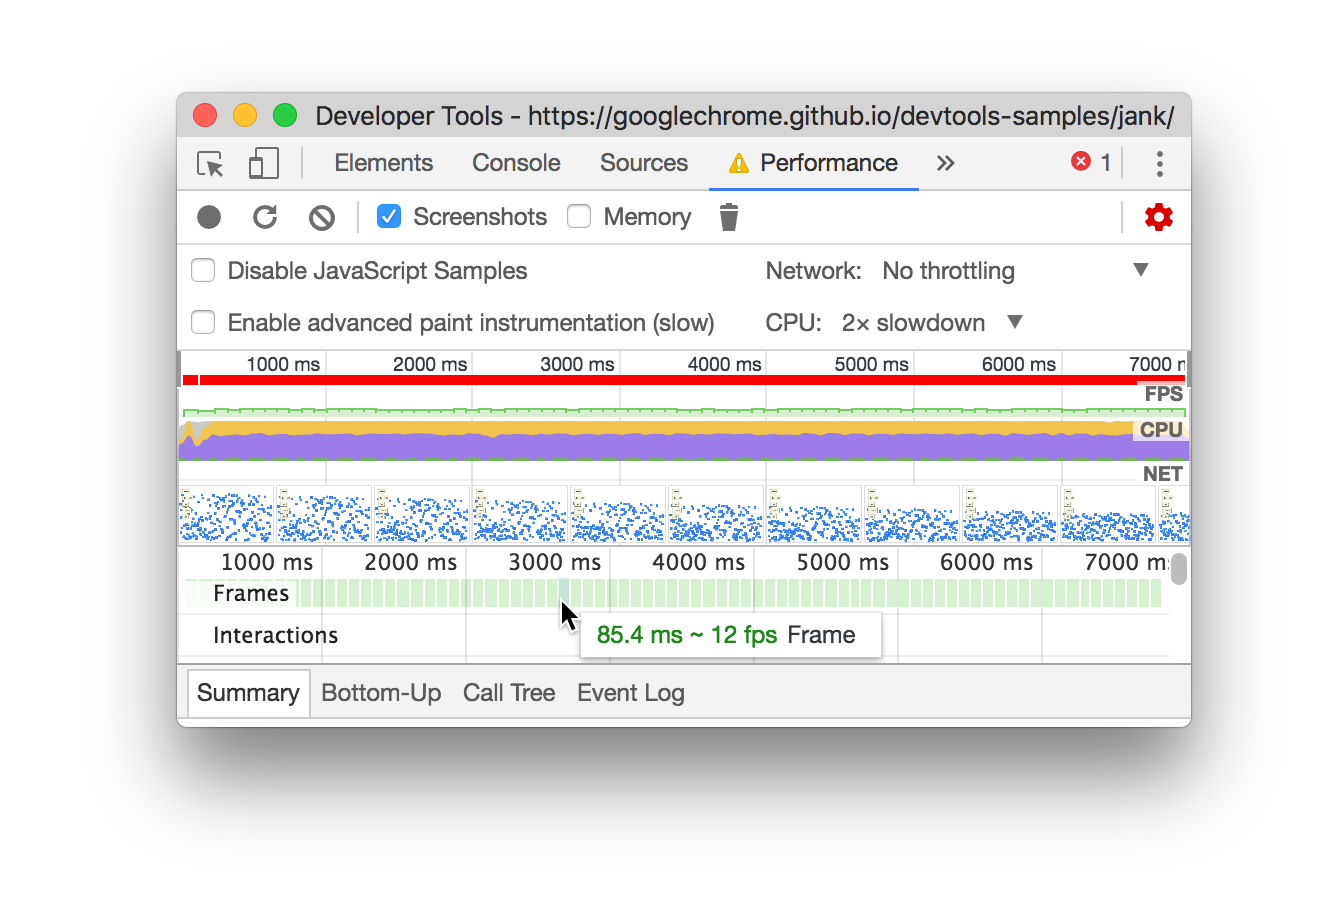 Developer Tools - https://googlechrome.github.io/devtools-samples/jank/
Elements Console Sources Performance » 1
Screenshots Memory
Disable JavaScript Samples Network: No throttling
Enable advanced paint instrumentation (slow) CPU: 2× slowdown
1000 ms 2000 ms 3000 ms 4000 ms 5000 ms 6000 ms 7000
FPS
CPU
NET
1000 ms 2000 ms 3000 ms 4000 ms 5000 ms 6000 ms 7000 m
Frames
Interactions 85.4 ms ~ 12 fps Frame
Summary Bottom-Up Call Tree Event Log